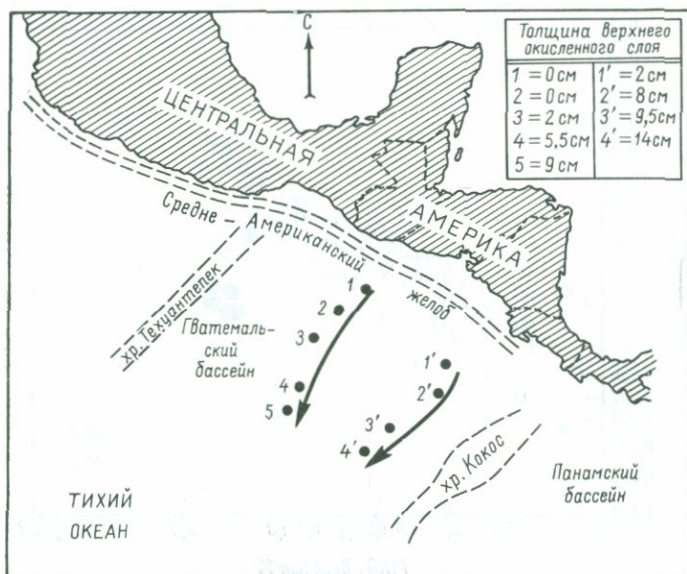 С
Толщина верхнего
окисленного слоя
1 = 0 см 1' = 2 см
2 = 0 см 2' = 8 см
3 = 2 см 3' = 9,5 см
4 = 5,5 см 4' = 14 см
5 = 9 см
ЦЕНТРАЛЬНАЯ
АМЕРИКА
Средне - Американский
желоб
хр. Техуантепек
Гватемаль-
ский
бассейн
1
2
3
4
5
1'
2'
3'
4'
хр. Кокос
Панамский
бассейн
ТИХИЙ
ОКЕАН